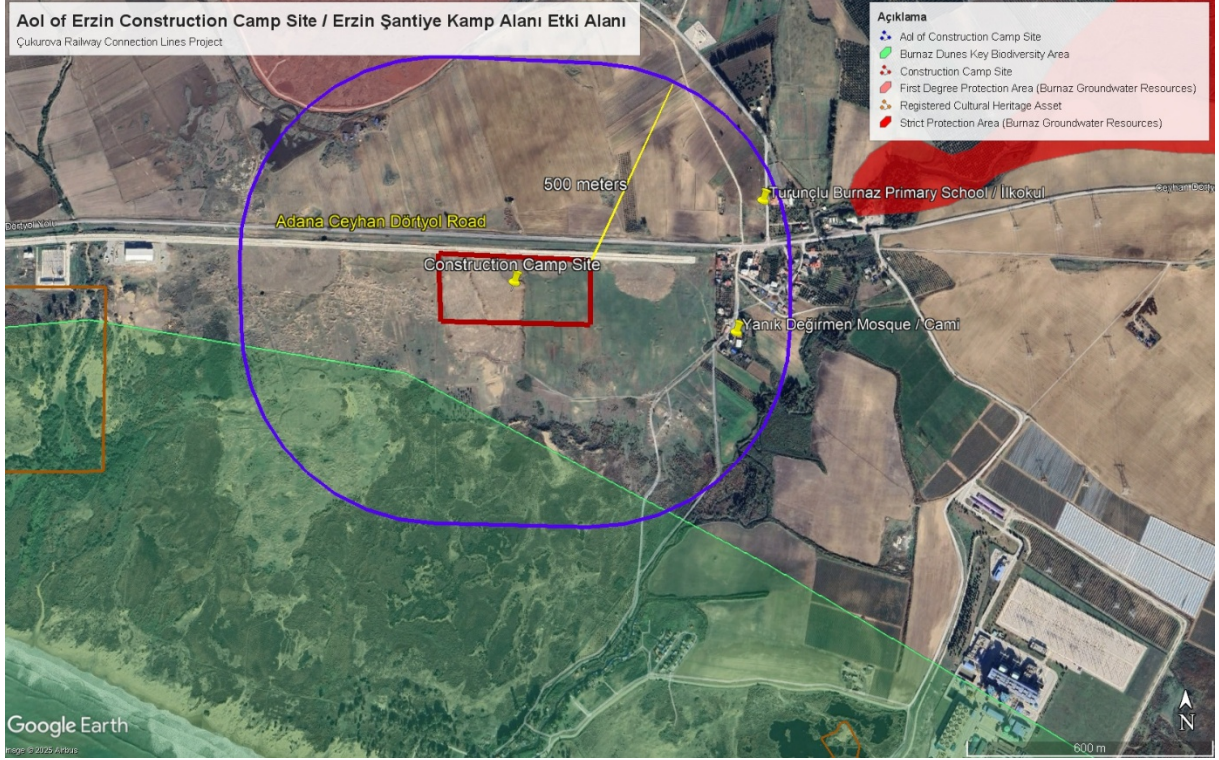 AoI of Erzin Construction Camp Site / Erzin Şantiye Kamp Alanı Etki Alanı
Çukurova Railway Connection Lines Project
Açıklama
AoI of Construction Camp Site
Burnaz Dunes Key Biodiversity Area
Construction Camp Site
First Degree Protection Area (Burnaz Groundwater Resources)
Registered Cultural Heritage Asset
Strict Protection Area (Burnaz Groundwater Resources)
500 meters
Turunçlu Burnaz Primary School / İlkokul
Dörtyol Yolu
Adana Ceyhan Dörtyol Road
Construction Camp Site
Yanık Değirmen Mosque / Cami
Google Earth
Image © 2025 Airbus
N
600 m